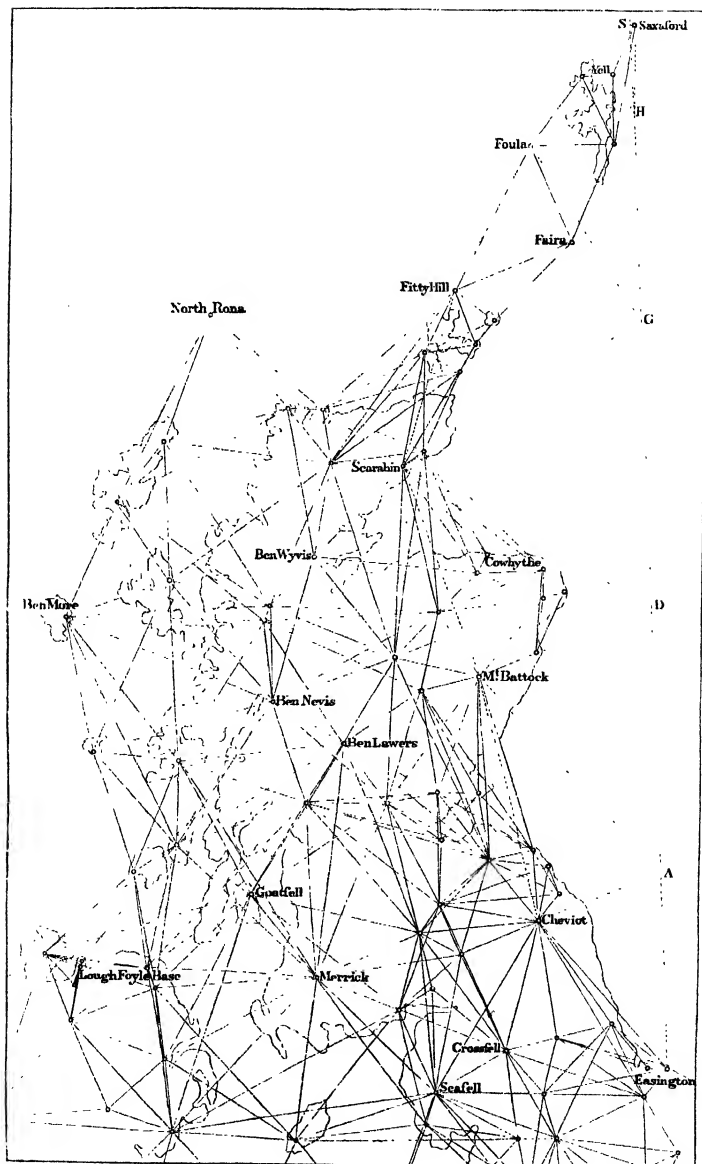 S Saxaford
Yell
H
Foula
Faira
Fitty Hill
North Rona
G
Scarabin
Ben Wyvis
Cowhythe
Ben More
D
Mt. Battock
Ben Nevis
Ben Lawers
A
Goatfell
Cheviot
Lough Foyle Base
Merrick
Crossfell
Scafell
Easington